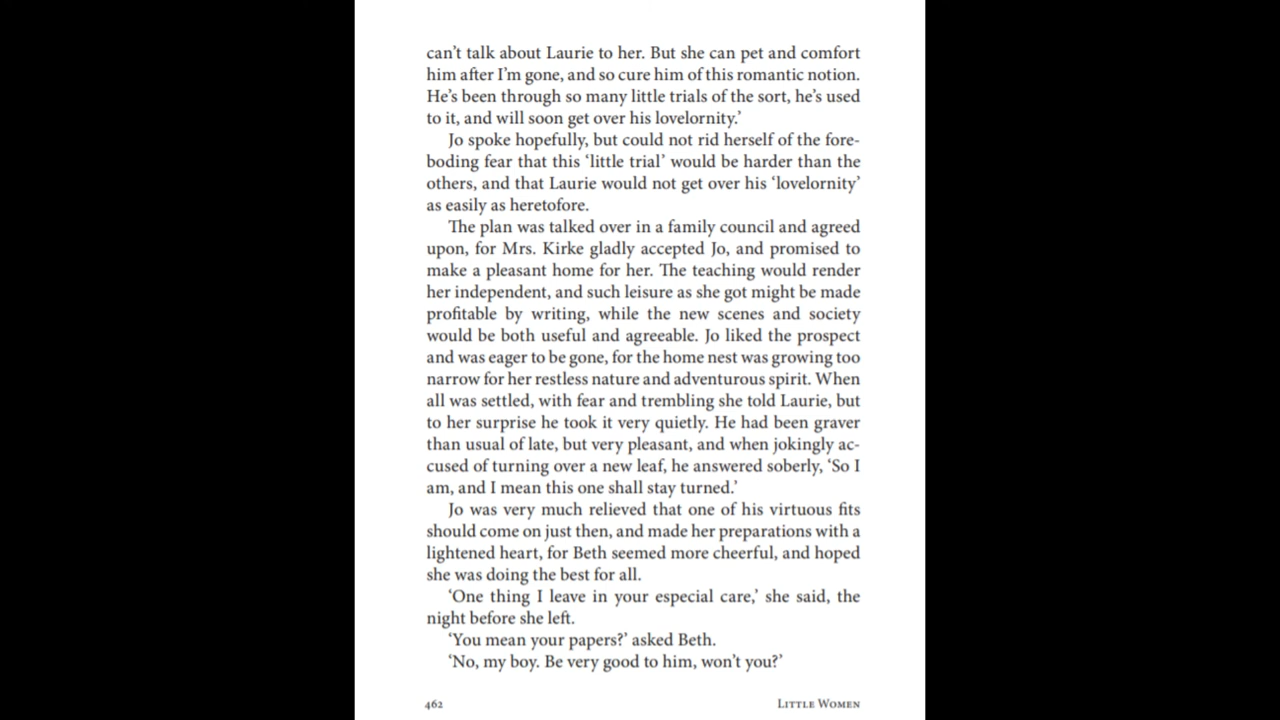 can't talk about Laurie to her. But she can pet and comfort
him after I'm gone, and so cure him of this romantic notion.
He's been through so many little trials of the sort, he's used
to it, and will soon get over his lovelornity.'
Jo spoke hopefully, but could not rid herself of the fore-
boding fear that this 'little trial' would be harder than the
others, and that Laurie would not get over his 'lovelornity'
as easily as heretofore.
The plan was talked over in a family council and agreed
upon, for Mrs. Kirke gladly accepted Jo, and promised to
make a pleasant home for her. The teaching would render
her independent, and such leisure as she got might be made
profitable by writing, while the new scenes and society
would be both useful and agreeable. Jo liked the prospect
and was eager to be gone, for the home nest was growing too
narrow for her restless nature and adventurous spirit. When
all was settled, with fear and trembling she told Laurie, but
to her surprise he took it very quietly. He had been graver
than usual of late, but very pleasant, and when jokingly ac-
cused of turning over a new leaf, he answered soberly, 'So I
am, and I mean this one shall stay turned.'
Jo was very much relieved that one of his virtuous fits
should come on just then, and made her preparations with a
lightened heart, for Beth seemed more cheerful, and hoped
she was doing the best for all.
'One thing I leave in your especial care,' she said, the
night before she left.
'You mean your papers?' asked Beth.
'No, my boy. Be very good to him, won't you?'
462 Little Women